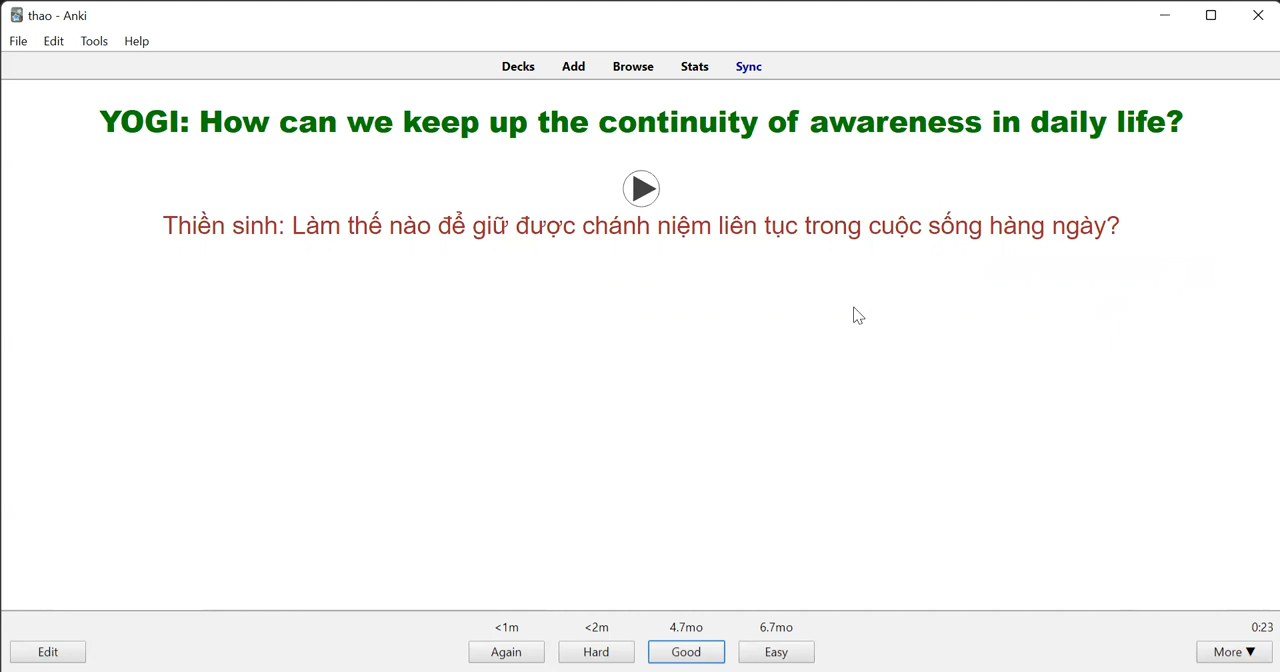 thao - Anki
File Edit Tools Help
Decks Add Browse Stats Sync
YOGI: How can we keep up the continuity of awareness in daily life?
Thiền sinh: Làm thế nào để giữ được chánh niệm liên tục trong cuộc sống hàng ngày?
<1m <2m 4.7mo 6.7mo 0:23
Edit Again Hard Good Easy More ▼